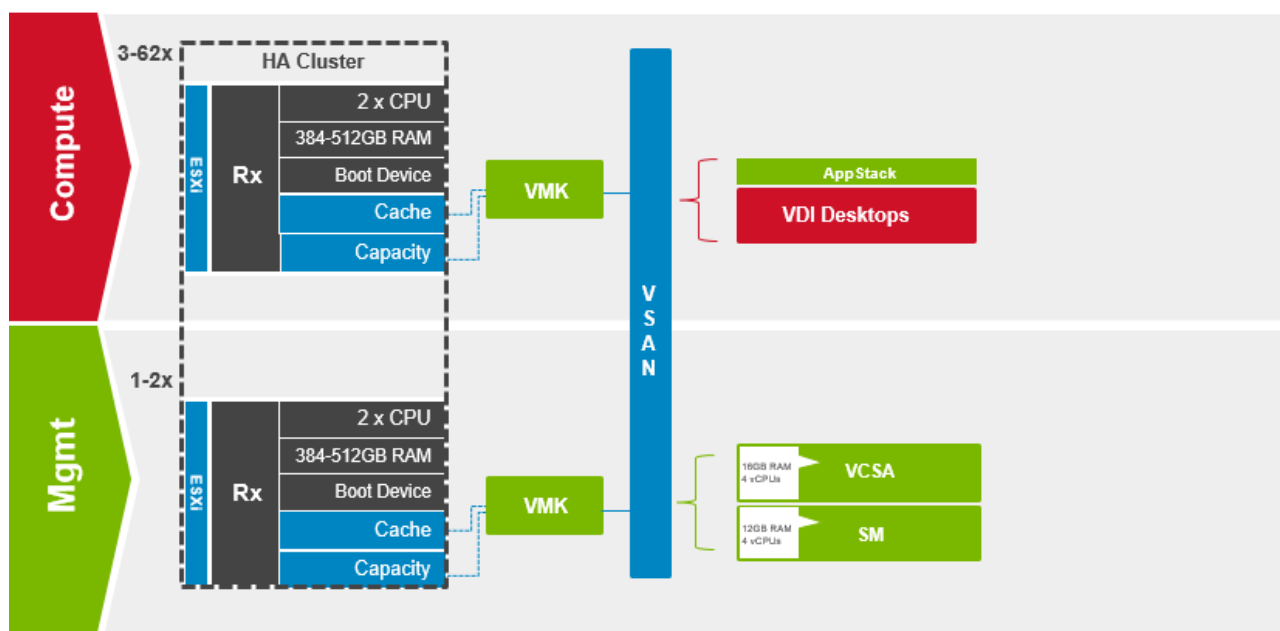 Compute
3-62x
HA Cluster
ESXi
Rx
2 x CPU
384-512GB RAM
Boot Device
Cache
Capacity
VMK
VSAN
AppStack
VDI Desktops
Mgmt
1-2x
ESXi
Rx
2 x CPU
384-512GB RAM
Boot Device
Cache
Capacity
VMK
16GB RAM
4 vCPUs
VCSA
12GB RAM
4 vCPUs
SM